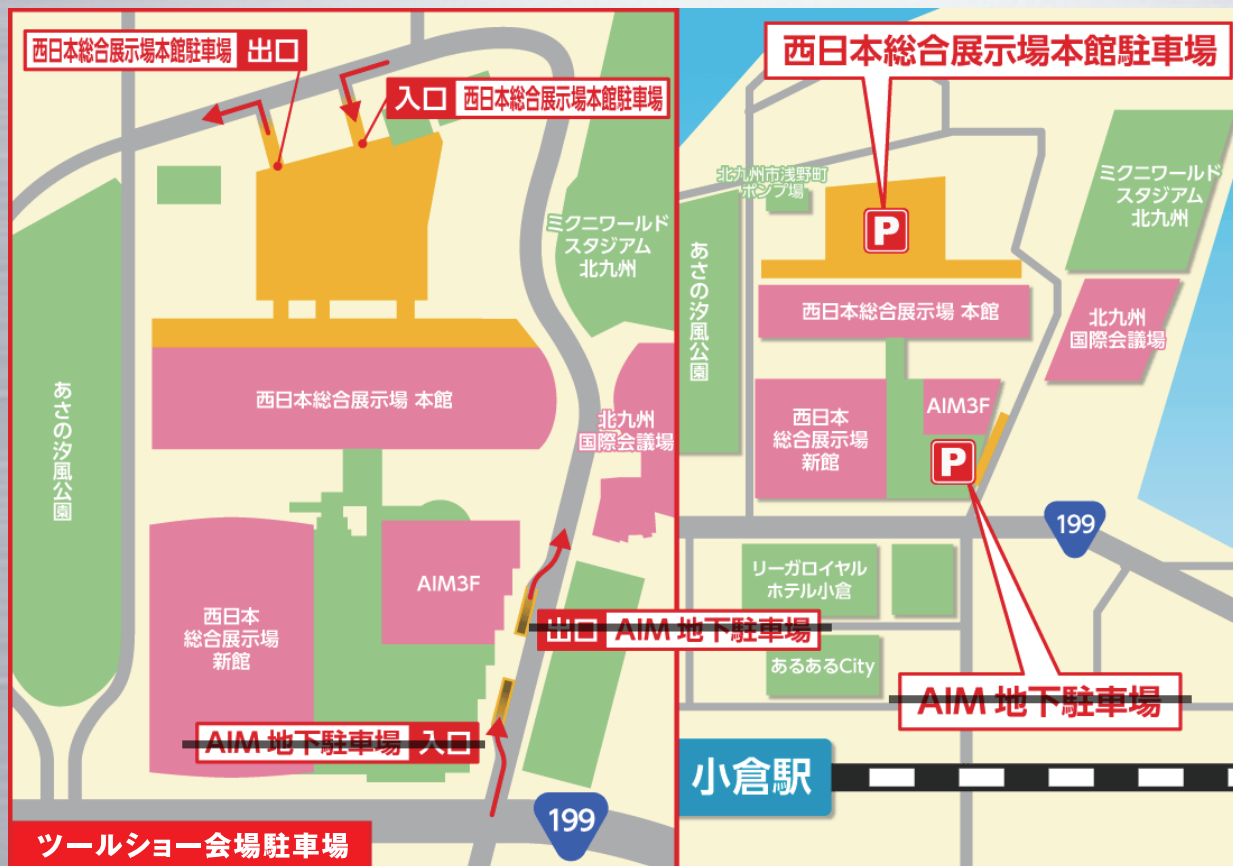 西日本総合展示場本館駐車場 出口
入口 西日本総合展示場本館駐車場
ミクニワールド
スタジアム
北九州
あさの汐風公園
西日本総合展示場 本館
北九州
国際会議場
AIM3F
西日本
総合展示場
新館
出口 AIM 地下駐車場
AIM 地下駐車場 入口
199
ツールショー会場駐車場
西日本総合展示場本館駐車場
北九州市浅野町
ポンプ場
P
ミクニワールド
スタジアム
北九州
あさの汐風公園
西日本総合展示場 本館
北九州
国際会議場
AIM3F
西日本
総合展示場
新館
P
199
リーガロイヤル
ホテル小倉
あるあるCity
AIM 地下駐車場
小倉駅